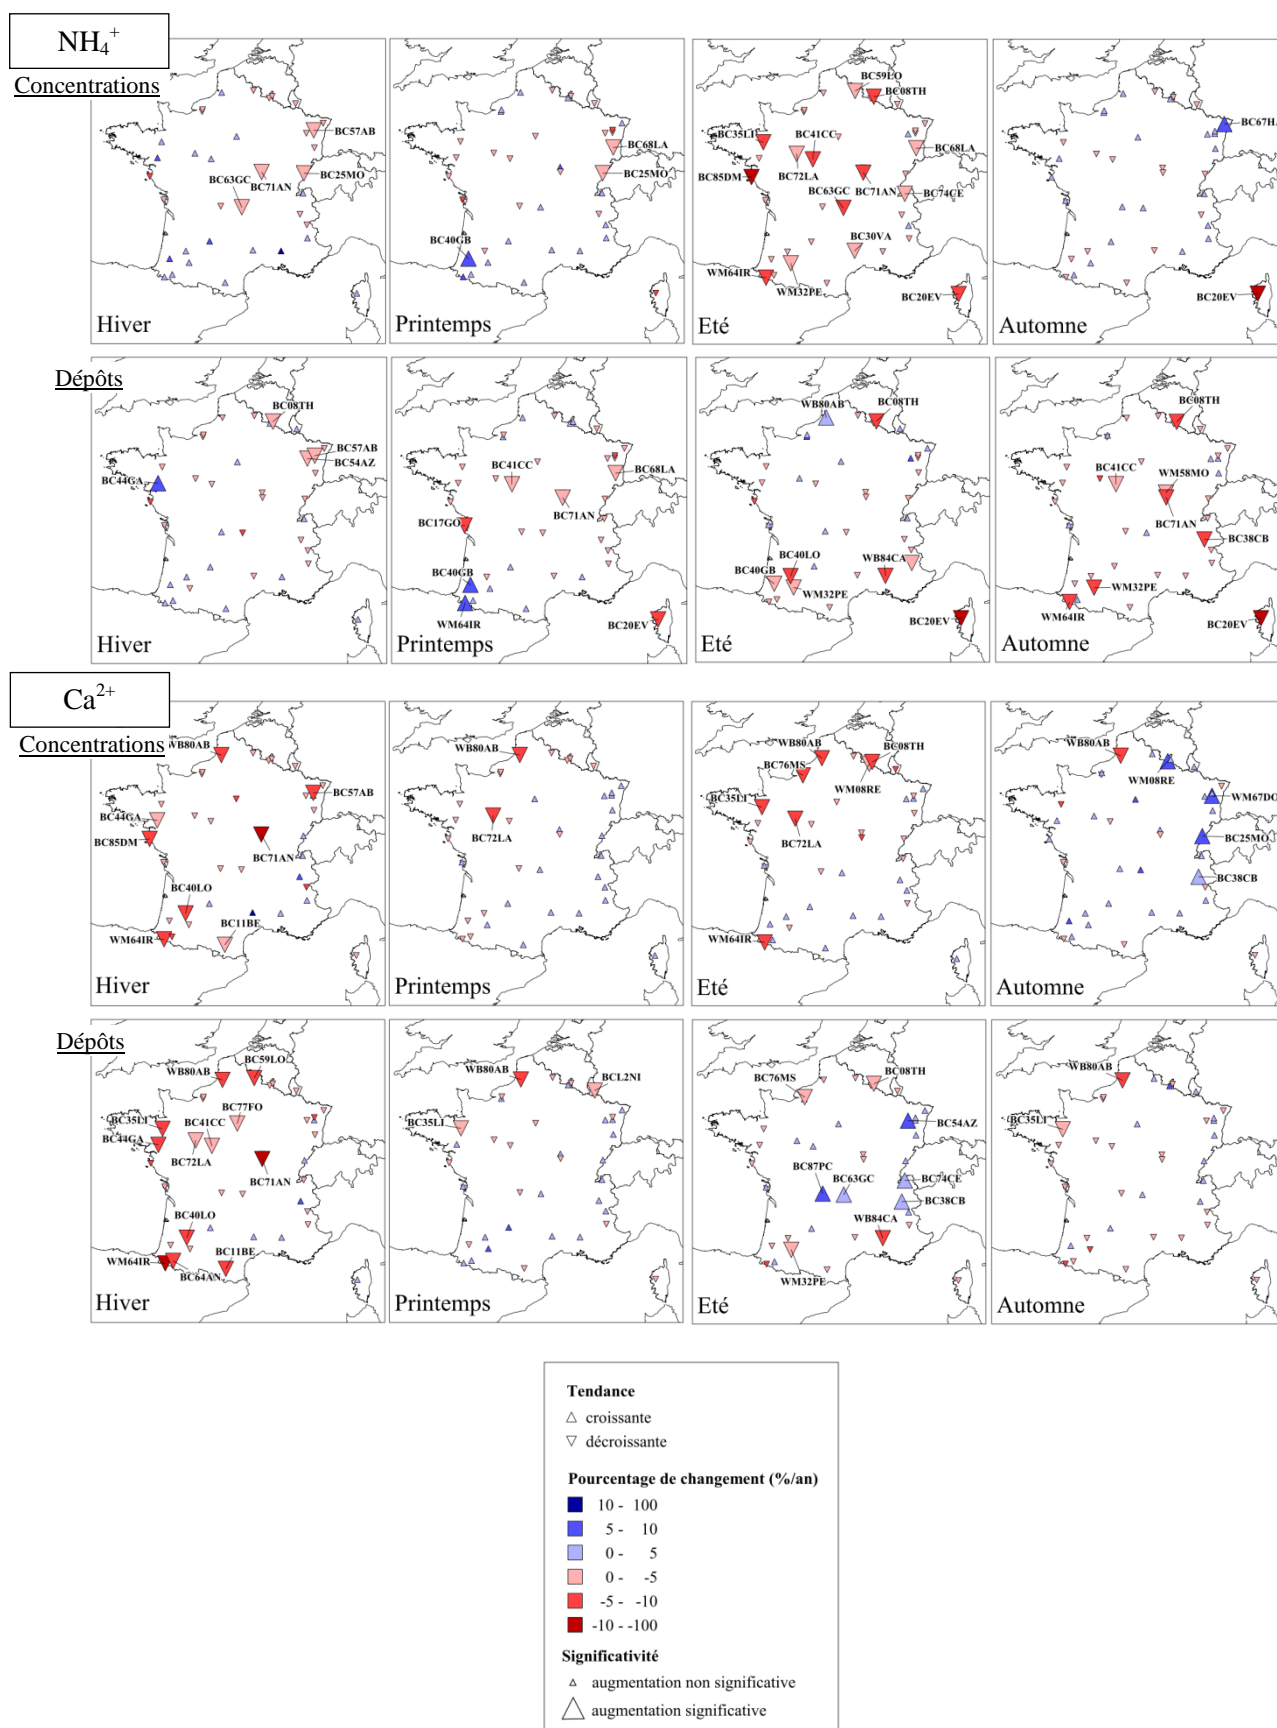 NH₄⁺
Concentrations
BC57AB
BC25MO
BC63GC
BC71AN
Hiver
BC68LA
BC25MO
BC40GB
Printemps
BC59LO
BC08TH
BC35LI
BC41CC
BC68LA
BC85DM
BC72LA
BC63GC
BC71AN
BC74CE
BC30VA
WM64IR
WM32PE
BC20EV
Eté
BC67H
BC20EV
Automne
Dépôts
BC08TH
BC57AB
BC54AZ
BC44GA
Hiver
BC41CC
BC68LA
BC71AN
BC17GO
BC40GB
WM64IR
BC20EV
Printemps
WB80AB
BC08TH
BC40LO
WB84CA
BC40GB
WM32PE
BC20EV
Eté
BC08TH
BC41CC
WM58MO
BC71AN
BC38CB
WM32PE
WM64IR
BC20EV
Automne
Ca²⁺
Concentrations
WB80AB
BC57AB
BC44GA
BC85DM
BC71AN
BC40LO
BC11BE
WM64IR
Hiver
WB80AB
BC72LA
Printemps
WB80AB
BC08TH
BC76MS
WM08RE
BC35LI
BC72LA
WM64IR
Eté
WB80AB
WM08RE
WM67DO
BC25MO
BC38CB
Automne
Dépôts
BC59LO
WB80AB
BC77FO
BC35LI
BC41CC
BC44GA
BC72LA
BC71AN
BC40LO
BC11BE
WM64IR
BC64AN
Hiver
WB80AB
BCL2NI
BC35LI
Printemps
BC76MS
BC08TH
BC54AZ
BC87PC
BC63GC
BC74CE
BC38CB
WB84CA
WM32PE
Eté
WB80AB
BC35LI
Automne
Tendance
croissante
décroissante
Pourcentage de changement (%/an)
10 - 100
5 - 10
0 - 5
0 - -5
-5 - -10
-10 - -100
Significativité
augmentation non significative
augmentation significative